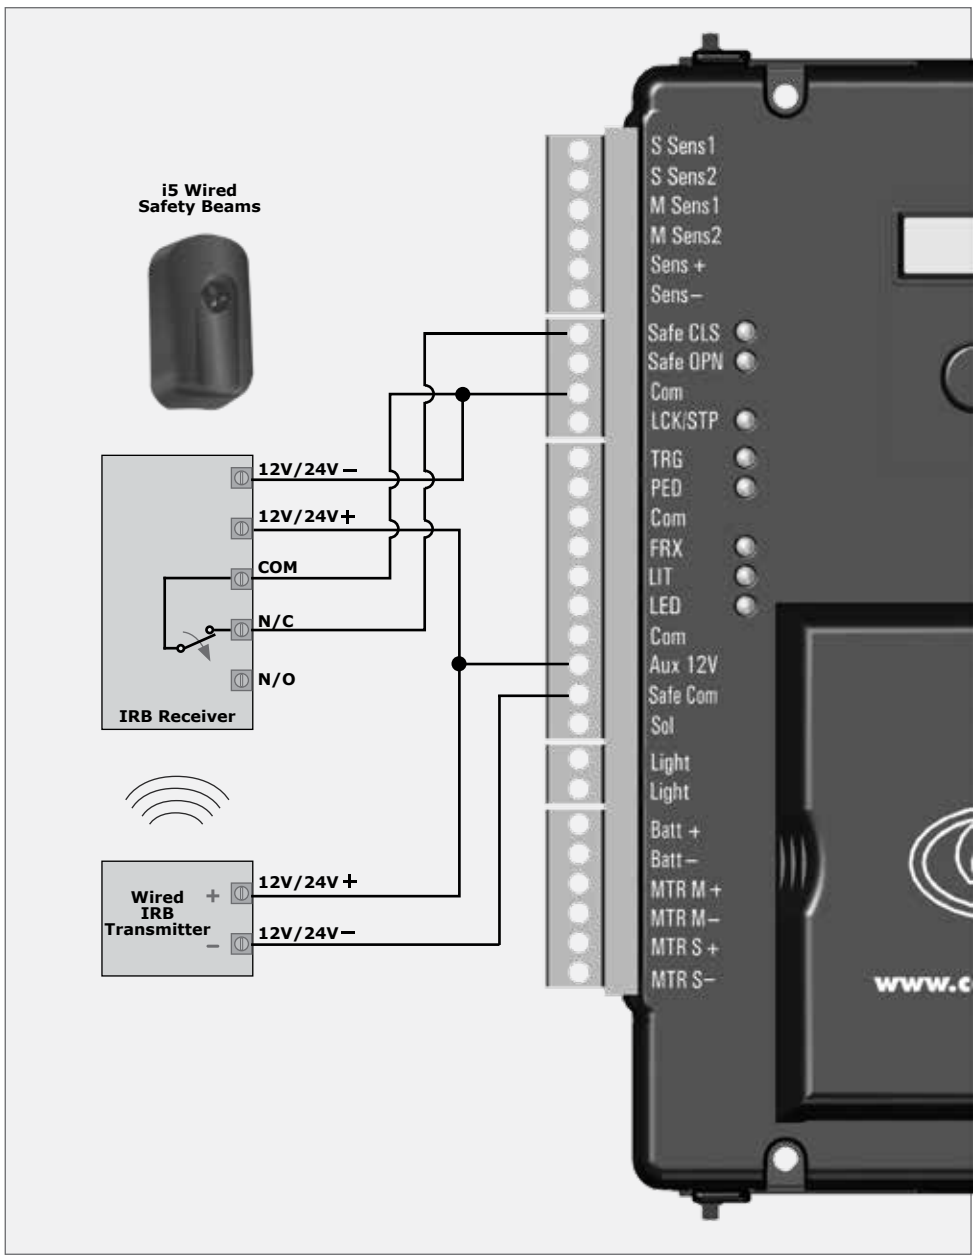 i5 Wired
Safety Beams
12V/24V –
12V/24V +
COM
N/C
N/O
IRB Receiver
Wired
IRB
Transmitter
+
–
12V/24V +
12V/24V –
S Sens1
S Sens2
M Sens1
M Sens2
Sens +
Sens–
Safe CLS
Safe OPN
Com
LCK/STP
TRG
PED
Com
FRX
LIT
LED
Com
Aux 12V
Safe Com
Sol
Light
Light
Batt +
Batt–
MTR M +
MTR M–
MTR S +
MTR S–
www.c